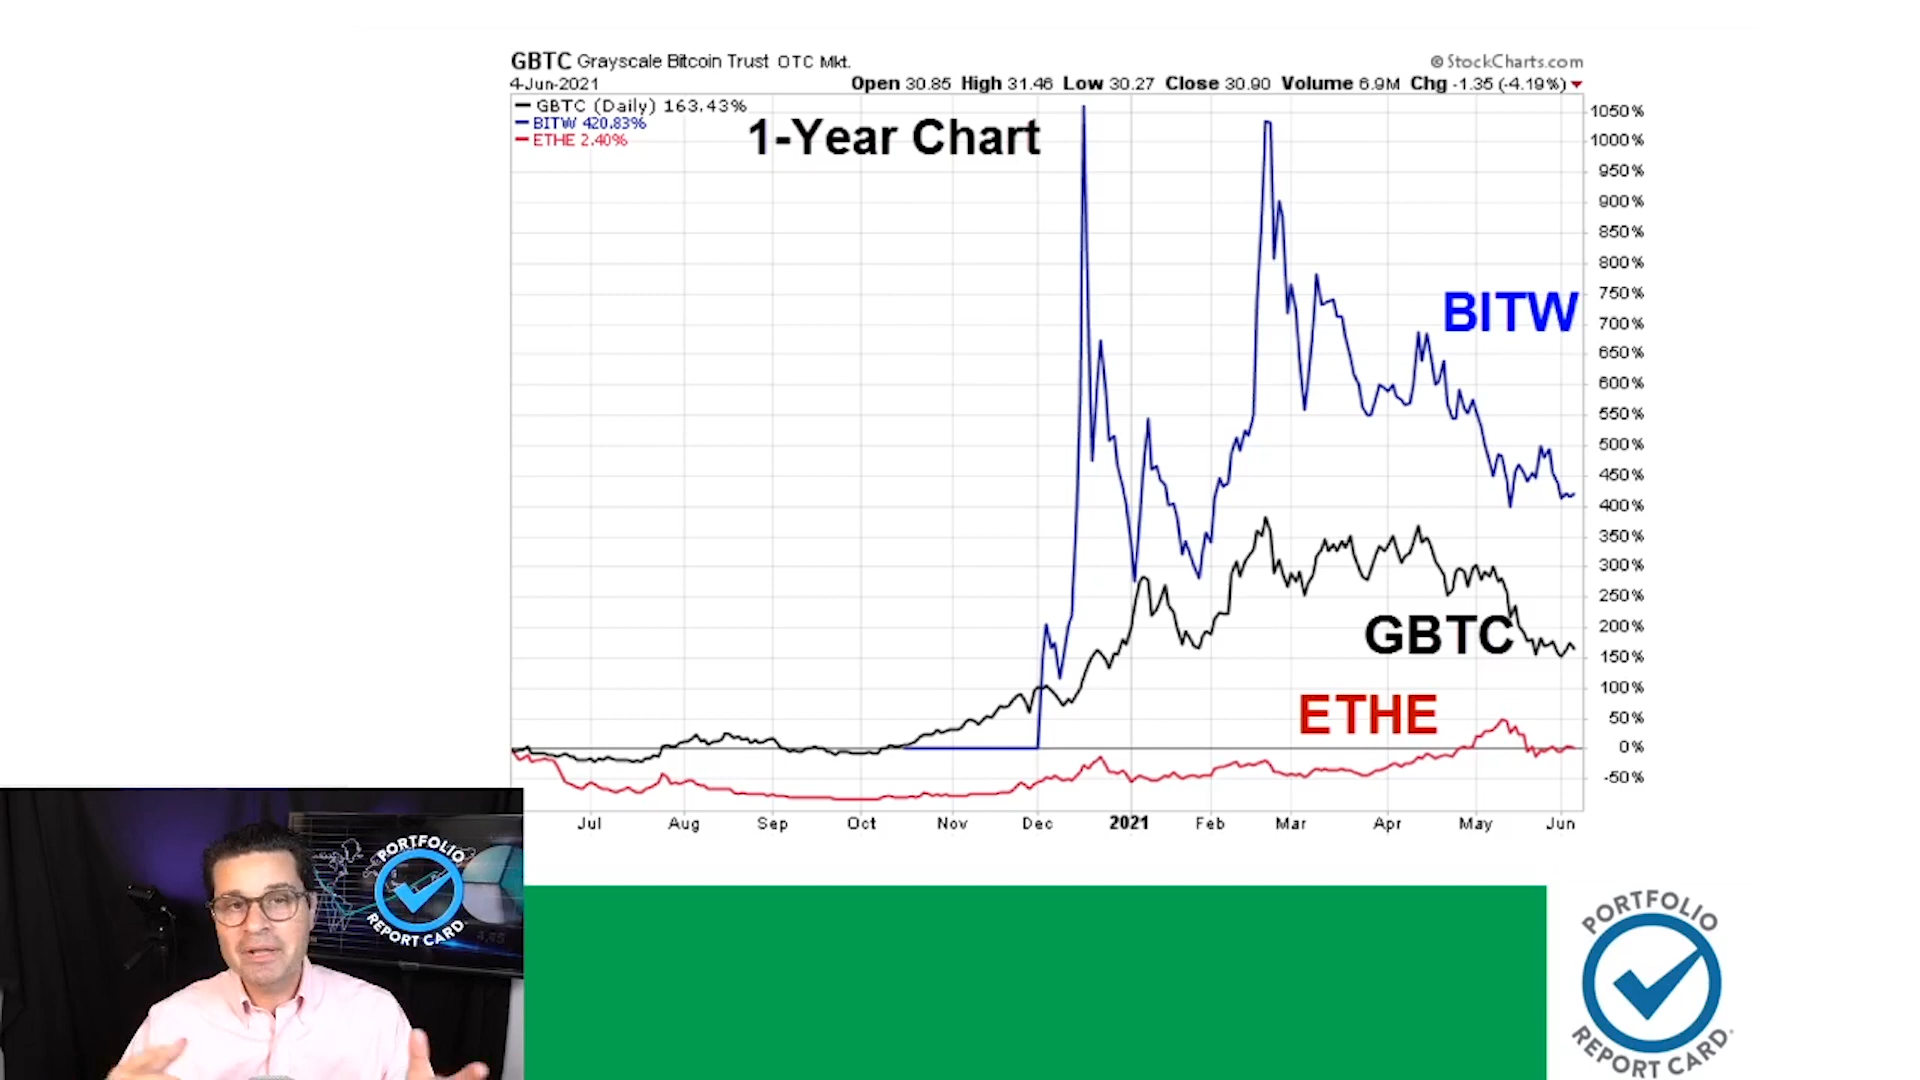 GBTC Grayscale Bitcoin Trust OTC Mkt.
© StockCharts.com
4-Jun-2021
Open 30.85 High 31.46 Low 30.27 Close 30.90 Volume 6.9M Chg -1.35 (-4.19%)
GBTC (Daily) 163.43%
BITW 420.83%
ETHE 2.40%
1-Year Chart
1050%
1000%
950%
900%
850%
800%
750%
700%
650%
600%
550%
500%
450%
400%
350%
300%
250%
200%
150%
100%
50%
0%
-50%
BITW
GBTC
ETHE
Jul Aug Sep Oct Nov Dec 2021 Feb Mar Apr May Jun
PORTFOLIO
REPORT CARD
PORTFOLIO
REPORT CARD